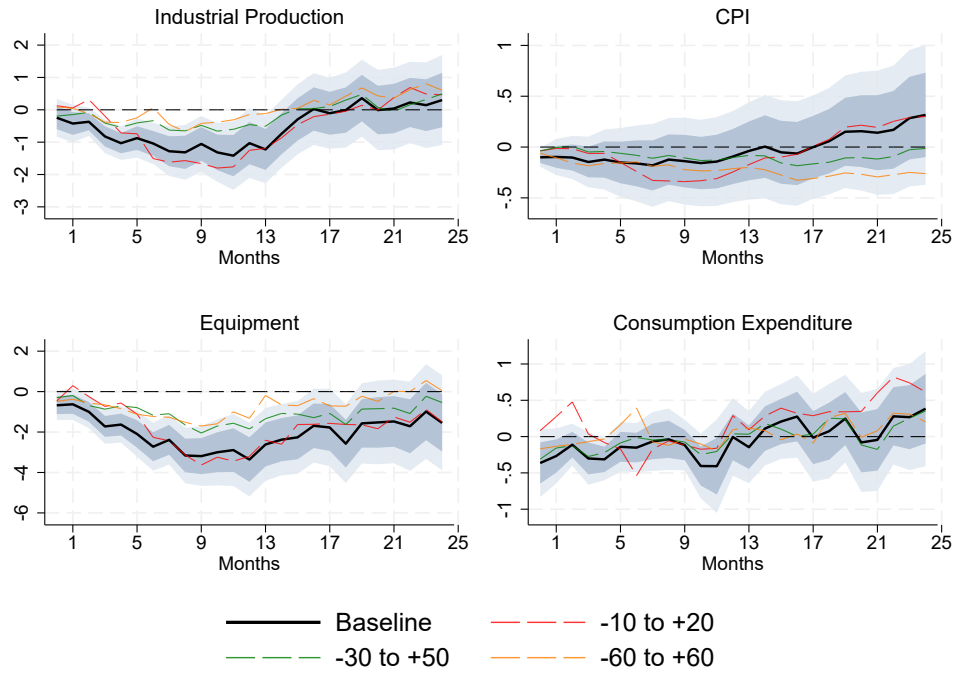 Industrial Production
2
1
0
-1
-2
-3
1 5 9 13 17 21 25
Months
CPI
1
.5
0
-.5
1 5 9 13 17 21 25
Months
Equipment
2
0
-2
-4
-6
1 5 9 13 17 21 25
Months
Consumption Expenditure
1
.5
0
-.5
-1
1 5 9 13 17 21 25
Months
Baseline
-10 to +20
-30 to +50
-60 to +60